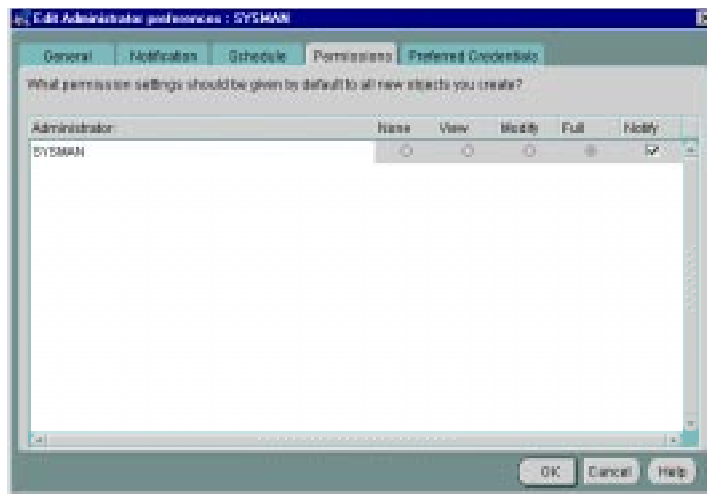 Edit Administrator preferences : SYSMAN
General Notification Schedule Permissions Preferred Credentials
What permission settings should be given by default to all new objects you create?
Administrator None View Modify Full Notify
SYSMAN
OK Cancel Help